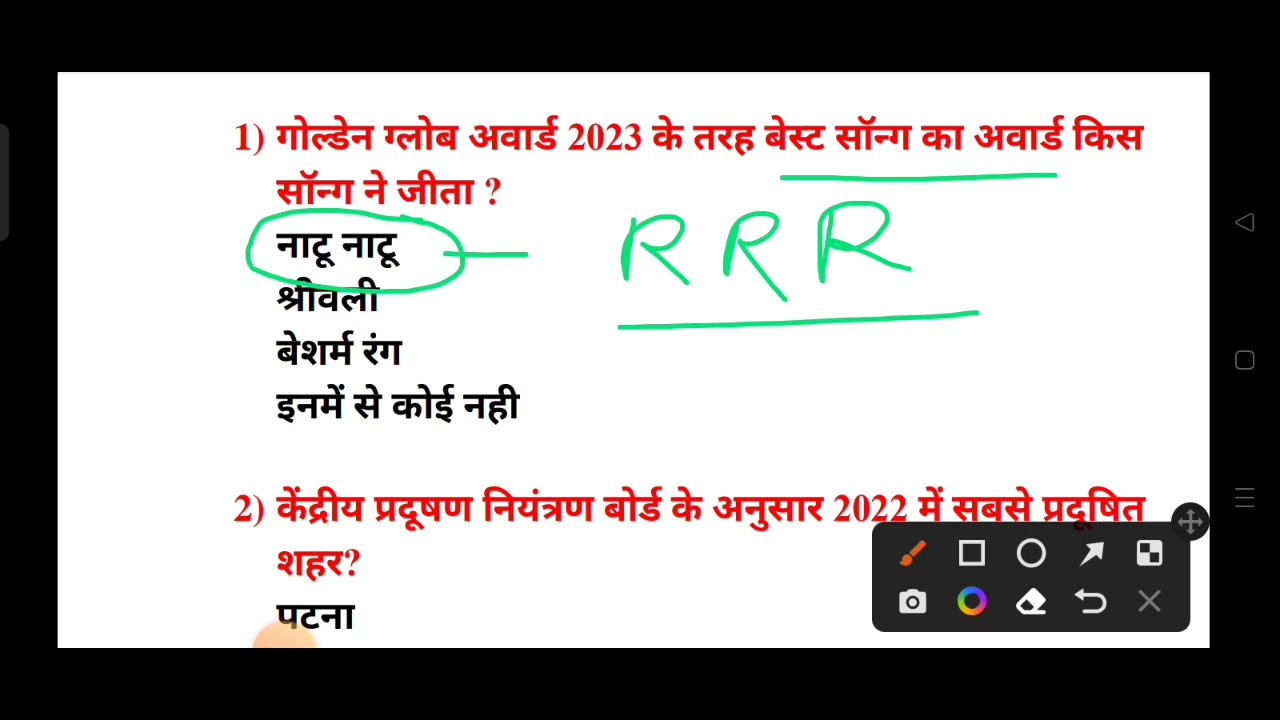 1) गोल्डेन ग्लोब अवार्ड 2023 के तरह बेस्ट सॉन्ग का अवार्ड किस
सॉन्ग ने जीता ?
नाटू नाटू
RRR
श्रीवली
बेशर्म रंग
इनमें से कोई नही
2) केंद्रीय प्रदूषण नियंत्रण बोर्ड के अनुसार 2022 में सबसे प्रदूषित
शहर?
पटना